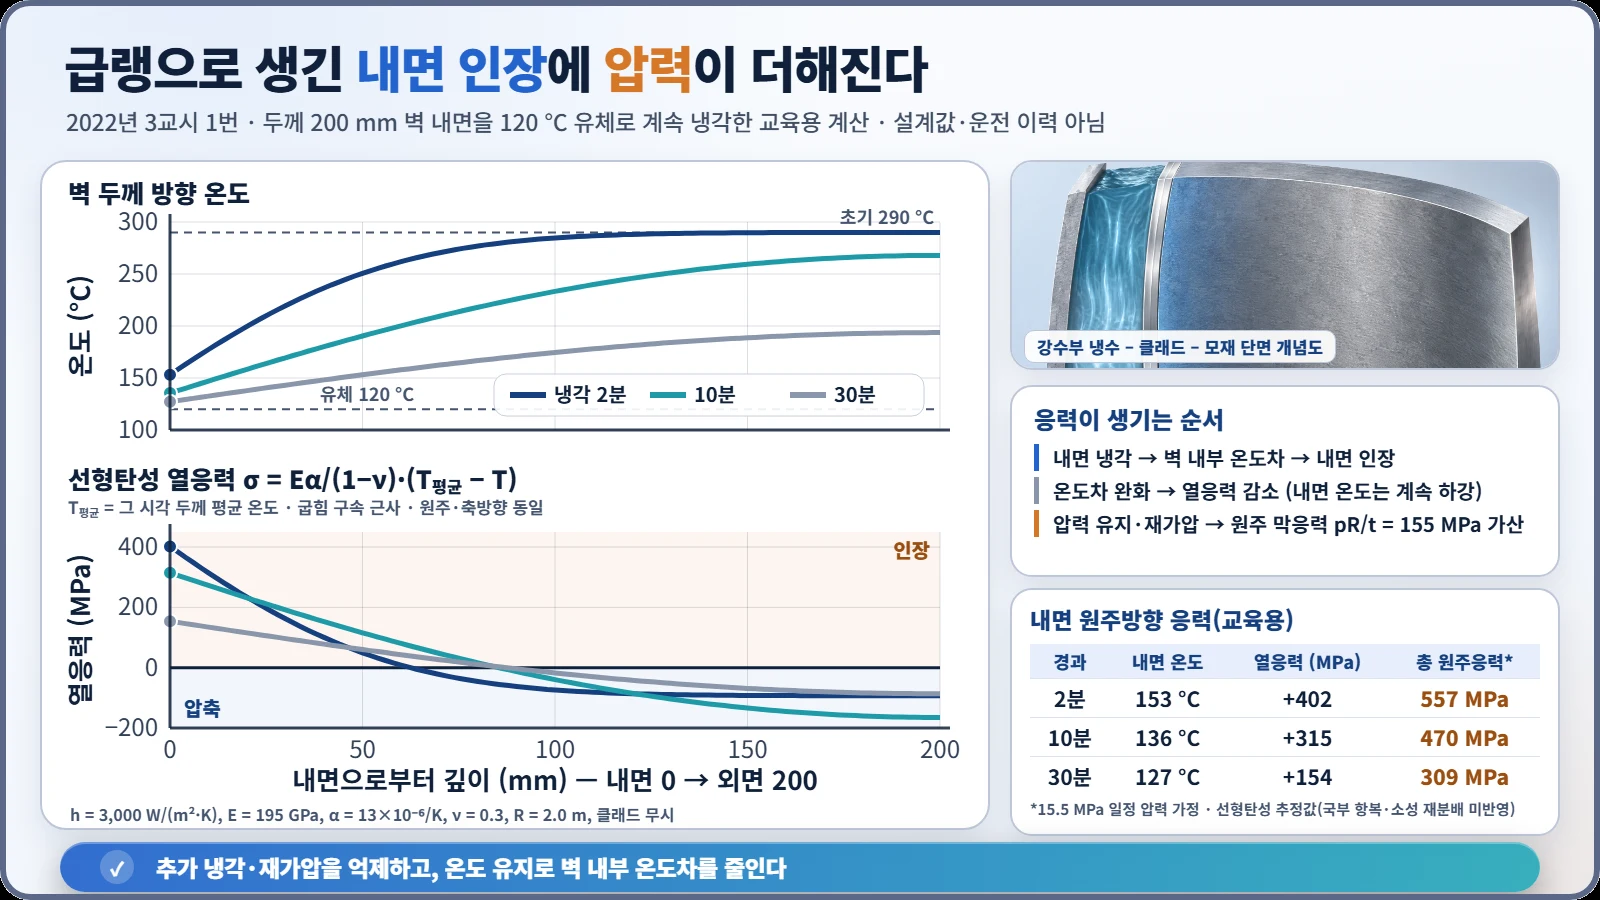 급랭으로 생긴 내면 인장에 압력이 더해진다
2022년 3교시 1번 · 두께 200 mm 벽 내면을 120 °C 유체로 계속 냉각한 교육용 계산 · 설계값·운전 이력 아님
벽 두께 방향 온도
온도 (°C)
300
250
200
150
100
초기 290 °C
유체 120 °C
냉각 2분
10분
30분
선형탄성 열응력 σ = Eα/(1−ν)·(T평균 − T)
T평균 = 그 시각 두께 평균 온도 · 굽힘 구속 근사 · 원주·축방향 동일
열응력 (MPa)
400
200
0
−200
인장
압축
0
50
100
150
200
내면으로부터 깊이 (mm) — 내면 0 → 외면 200
h = 3,000 W/(m²·K), E = 195 GPa, α = 13×10⁻⁶/K, ν = 0.3, R = 2.0 m, 클래드 무시
강수부 냉수 – 클래드 – 모재 단면 개념도
응력이 생기는 순서
내면 냉각 → 벽 내부 온도차 → 내면 인장
온도차 완화 → 열응력 감소 (내면 온도는 계속 하강)
압력 유지·재가압 → 원주 막응력 pR/t = 155 MPa 가산
내면 원주방향 응력(교육용)
경과 내면 온도 열응력 (MPa) 총 원주응력*
2분 153 °C +402 557 MPa
10분 136 °C +315 470 MPa
30분 127 °C +154 309 MPa
*15.5 MPa 일정 압력 가정 · 선형탄성 추정값(국부 항복·소성 재분배 미반영)
✓ 추가 냉각·재가압을 억제하고, 온도 유지로 벽 내부 온도차를 줄인다